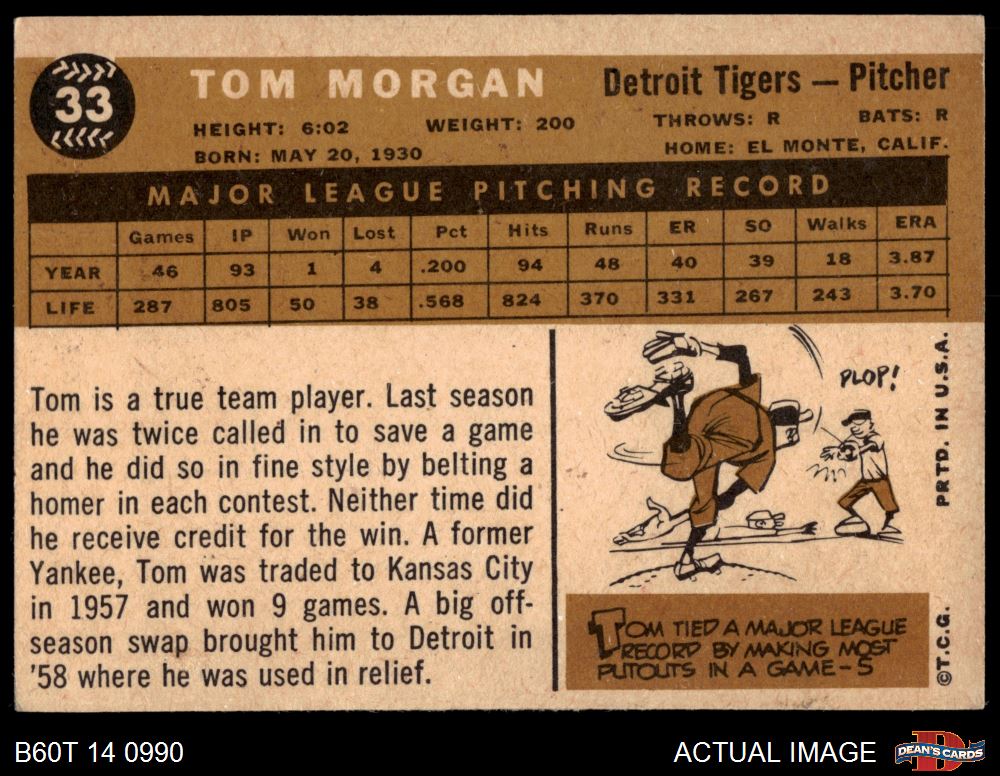 33
TOM MORGAN
Detroit Tigers — Pitcher
HEIGHT: 6:02 WEIGHT: 200 THROWS: R BATS: R
BORN: MAY 20, 1930 HOME: EL MONTE, CALIF.
MAJOR LEAGUE PITCHING RECORD
Games IP Won Lost Pct Hits Runs ER SO Walks ERA
YEAR 46 93 1 4 .200 94 48 40 39 18 3.87
LIFE 287 805 50 38 .568 824 370 331 267 243 3.70
Tom is a true team player. Last season
he was twice called in to save a game
and he did so in fine style by belting a
homer in each contest. Neither time did
he receive credit for the win. A former
Yankee, Tom was traded to Kansas City
in 1957 and won 9 games. A big off-
season swap brought him to Detroit in
'58 where he was used in relief.
PLOP!
TOM TIED A MAJOR LEAGUE
RECORD BY MAKING MOST
PUTOUTS IN A GAME-5
PRTD. IN U.S.A.
©T.C.G.
B60T 14 0990
ACTUAL IMAGE
DEAN'S CARDS